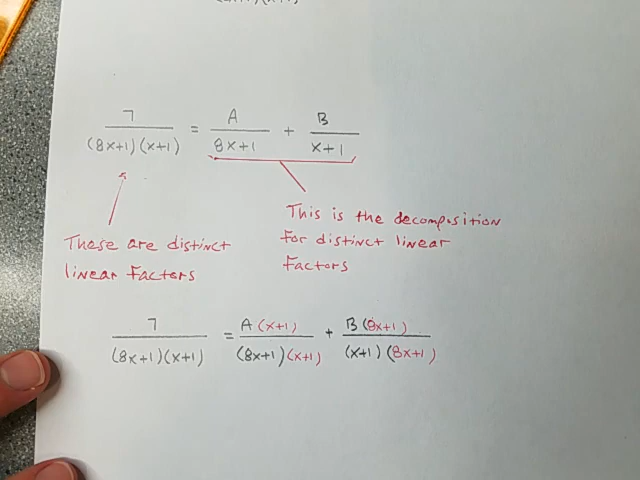 7 / (8x+1)(x+1) = A / 8x+1 + B / x+1
These are distinct
linear factors
This is the decomposition
for distinct linear
factors
7 / (8x+1)(x+1) = A(x+1) / (8x+1)(x+1) + B(8x+1) / (x+1)(8x+1)